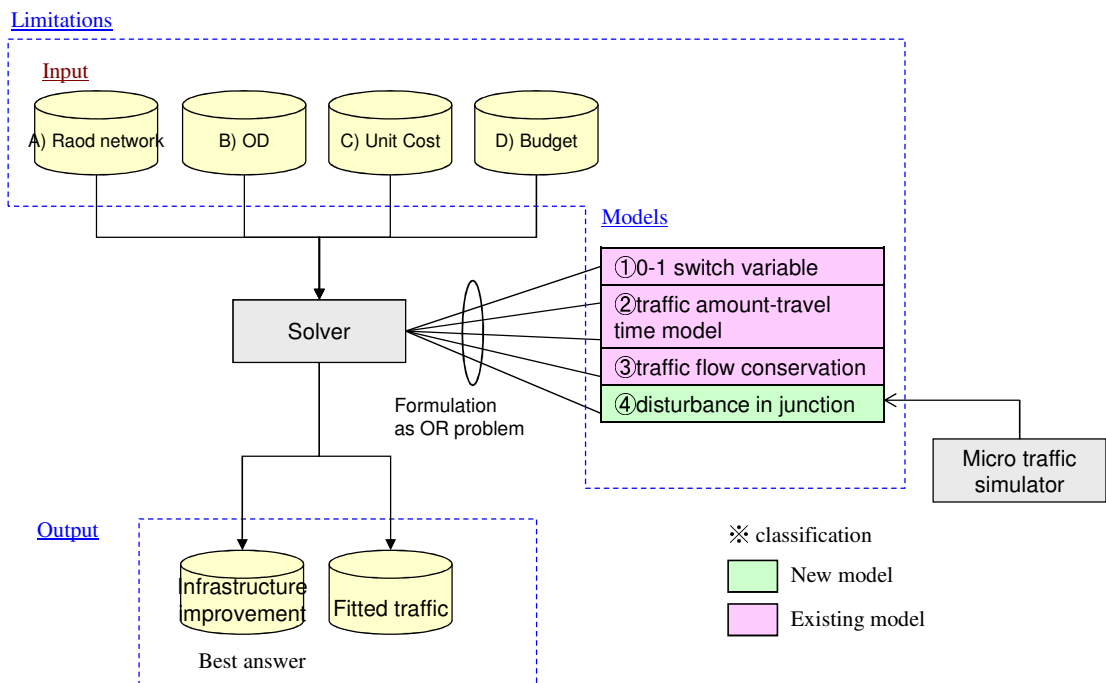 Limitations
Input
A) Raod network
B) OD
C) Unit Cost
D) Budget
Models
①0-1 switch variable
②traffic amount-travel
time model
③traffic flow conservation
④disturbance in junction
Solver
Formulation
as OR problem
Micro traffic
simulator
Output
Infrastructure
improvement
Fitted traffic
Best answer
※ classification
New model
Existing model